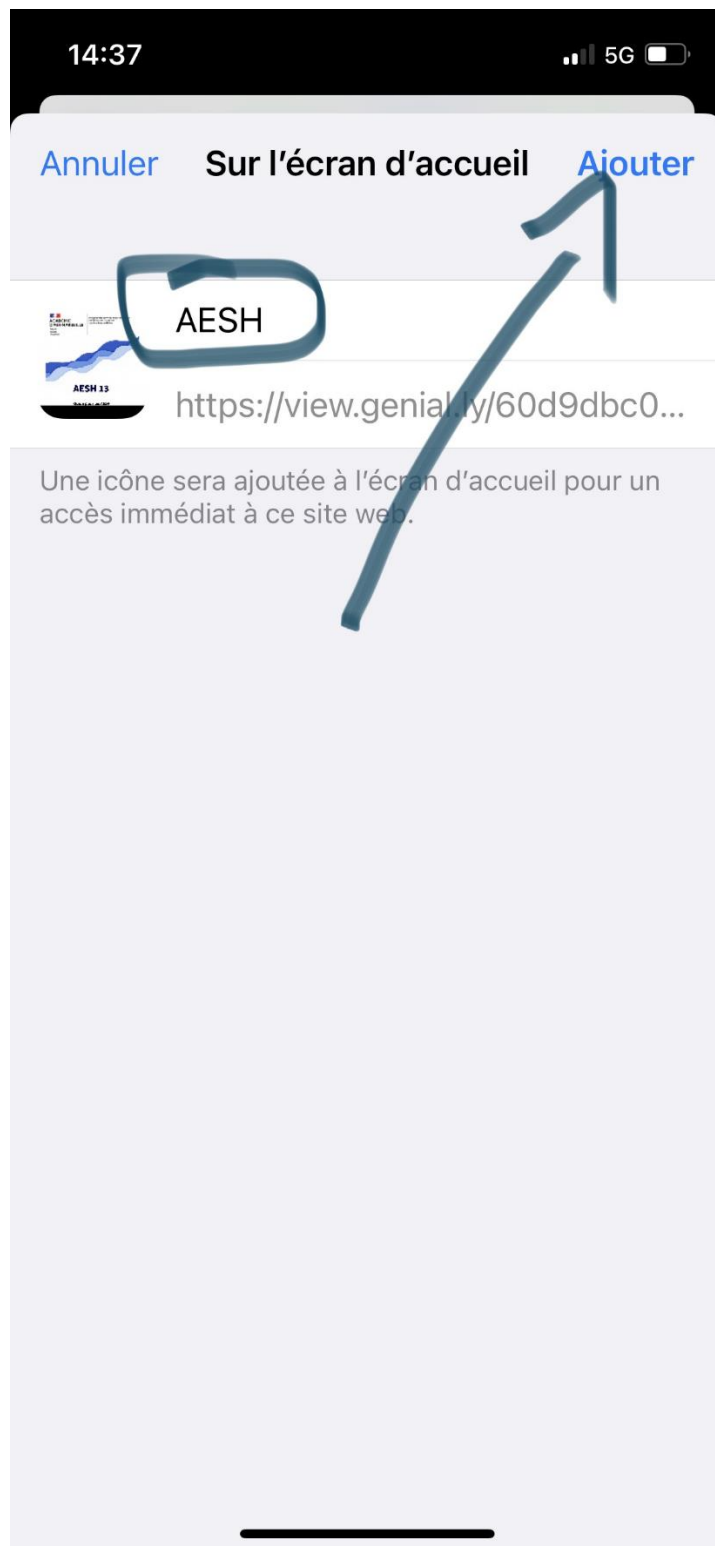 14:37
5G
Annuler
Sur l'écran d'accueil
Ajouter
AESH
AESH 13
https://view.genial.ly/60d9dbc0...
Une icône sera ajoutée à l'écran d'accueil pour un
accès immédiat à ce site web.